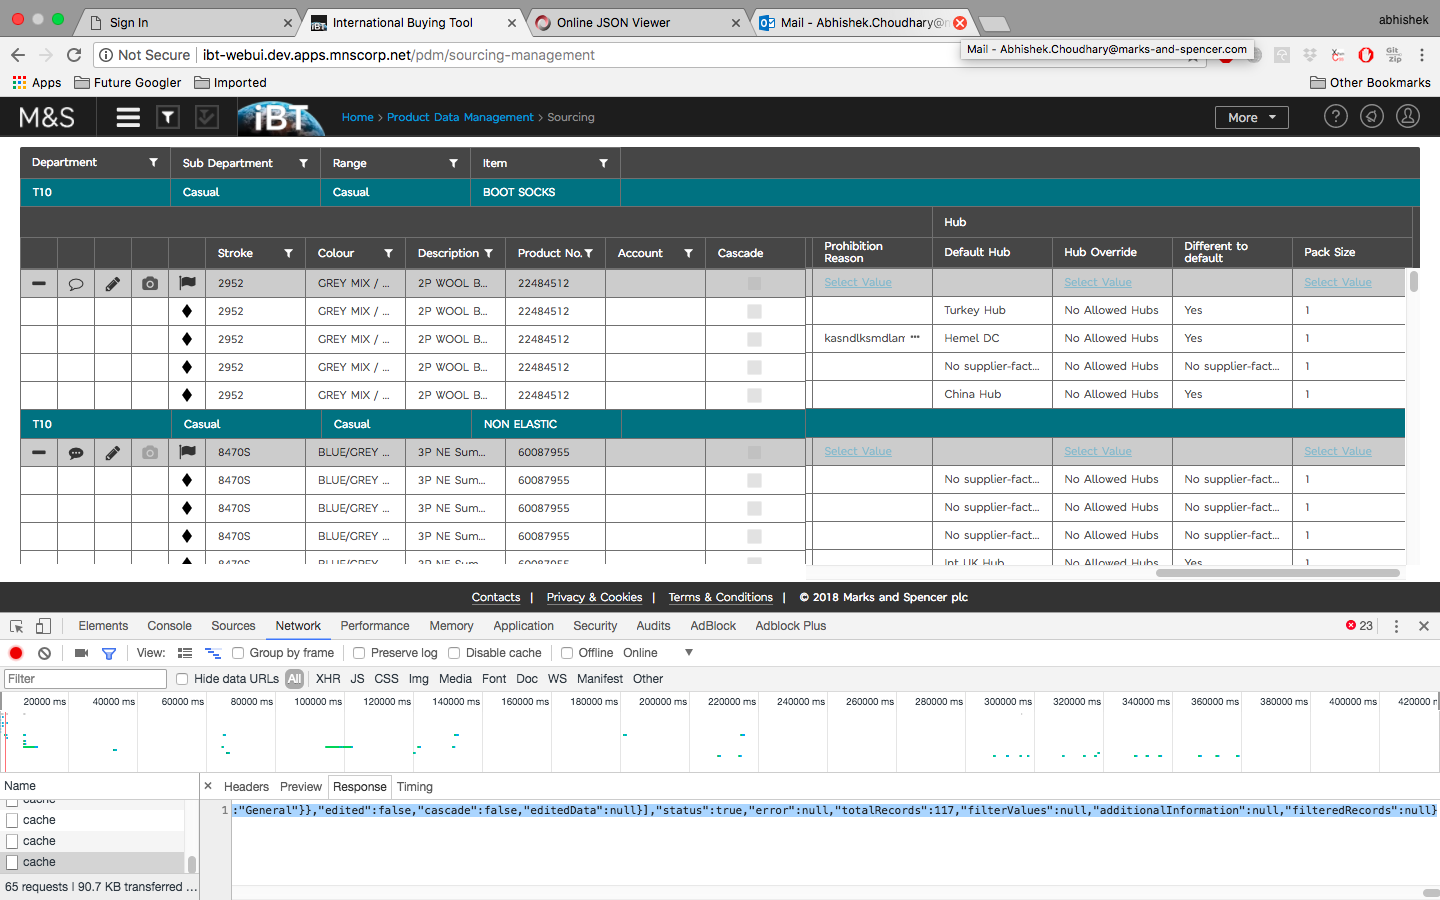 Sign In
International Buying Tool
Online JSON Viewer
Mail - Abhishek.Choudhary@m
abhishek
Not Secure | ibt-webui.dev.apps.mnscorp.net/pdm/sourcing-management
Mail - Abhishek.Choudhary@marks-and-spencer.com
Apps Future Googler Imported Other Bookmarks
M&S iBT Home > Product Data Management > Sourcing More
Department Sub Department Range Item
T10 Casual Casual BOOT SOCKS
Hub
Stroke Colour Description Product No. Account Cascade Prohibition Reason Default Hub Hub Override Different to default Pack Size
2952 GREY MIX / ... 2P WOOL B... 22484512 Select Value Select Value Select Value
2952 GREY MIX / ... 2P WOOL B... 22484512 Turkey Hub No Allowed Hubs Yes 1
2952 GREY MIX / ... 2P WOOL B... 22484512 kasndlksmdlam ... Hemel DC No Allowed Hubs Yes 1
2952 GREY MIX / ... 2P WOOL B... 22484512 No supplier-fact... No Allowed Hubs No supplier-fact... 1
2952 GREY MIX / ... 2P WOOL B... 22484512 China Hub No Allowed Hubs Yes 1
T10 Casual Casual NON ELASTIC
8470S BLUE/GREY ... 3P NE Sum... 60087955 Select Value Select Value Select Value
8470S BLUE/GREY ... 3P NE Sum... 60087955 No supplier-fact... No Allowed Hubs No supplier-fact... 1
8470S BLUE/GREY ... 3P NE Sum... 60087955 No supplier-fact... No Allowed Hubs No supplier-fact... 1
8470S BLUE/GREY ... 3P NE Sum... 60087955 No supplier-fact... No Allowed Hubs No supplier-fact... 1
8470S BLUE/GREY ... 3P NE Sum... 60087955 Int UK Hub No Allowed Hubs Yes 1
Contacts | Privacy & Cookies | Terms & Conditions | © 2018 Marks and Spencer plc
Elements Console Sources Network Performance Memory Application Security Audits AdBlock Adblock Plus 23
View: Group by frame Preserve log Disable cache Offline Online
Filter Hide data URLs All XHR JS CSS Img Media Font Doc WS Manifest Other
20000 ms 40000 ms 60000 ms 80000 ms 100000 ms 120000 ms 140000 ms 160000 ms 180000 ms 200000 ms 220000 ms 240000 ms 260000 ms 280000 ms 300000 ms 320000 ms 340000 ms 360000 ms 380000 ms 400000 ms 420000 m
Name Headers Preview Response Timing
cache
1 :"General"}},"edited":false,"cascade":false,"editedData":null}],"status":true,"error":null,"totalRecords":117,"filterValues":null,"additionalInformation":null,"filteredRecords":null}
cache
cache
cache
65 requests | 90.7 KB transferred ...